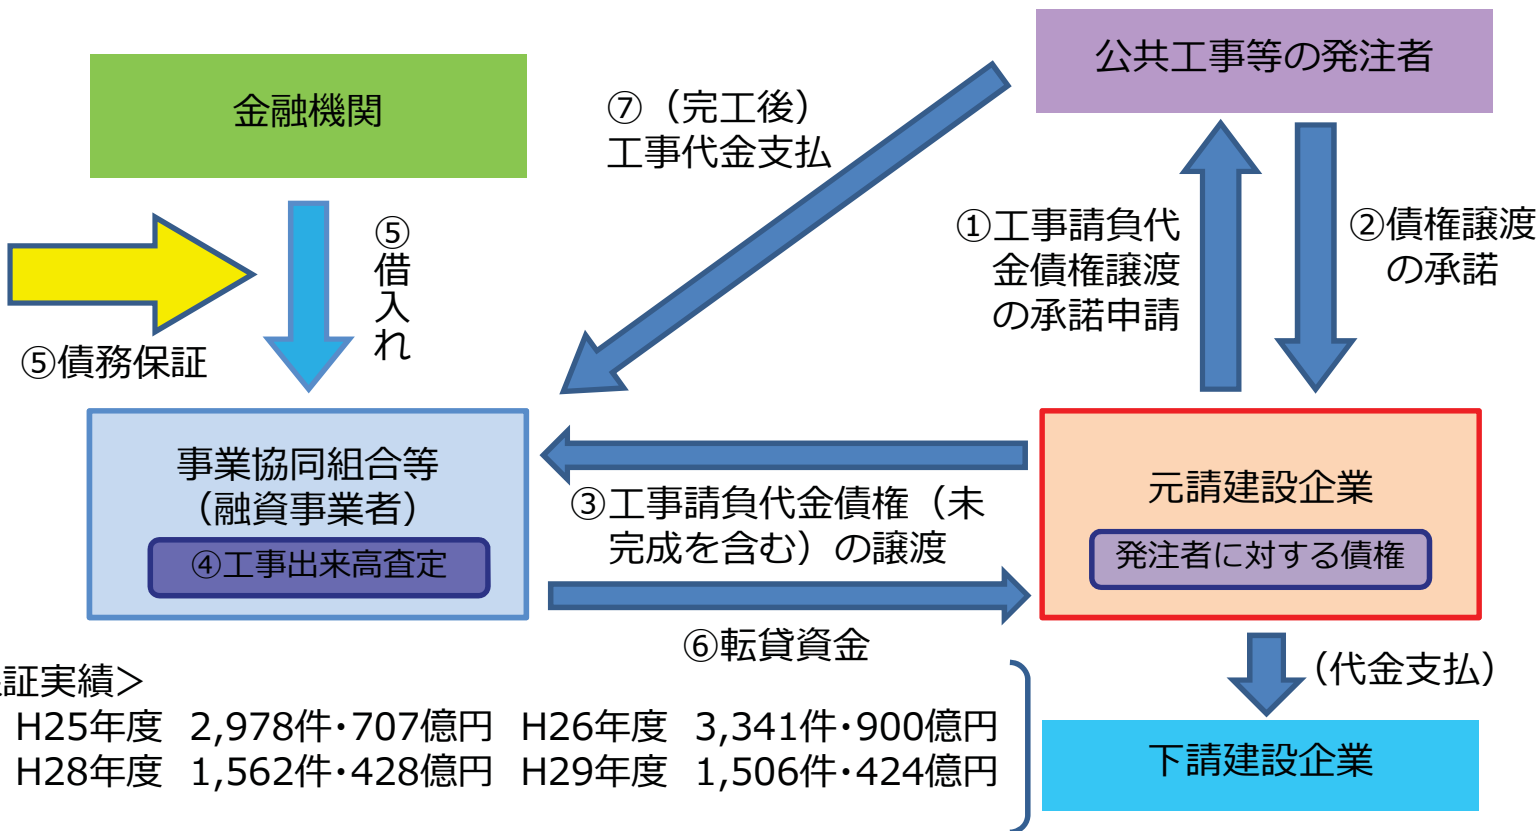 公共工事等の発注者
金融機関
⑦（完工後）
工事代金支払
①工事請負代
金債権譲渡
の承諾申請
②債権譲渡
の承諾
⑤借入れ
⑤債務保証
事業協同組合等
（融資事業者）
④工事出来高査定
③工事請負代金債権（未
完成を含む）の譲渡
元請建設企業
発注者に対する債権
⑥転貸資金
（代金支払）
証実績＞
H25年度 2,978件・707億円 H26年度 3,341件・900億円
H28年度 1,562件・428億円 H29年度 1,506件・424億円
下請建設企業